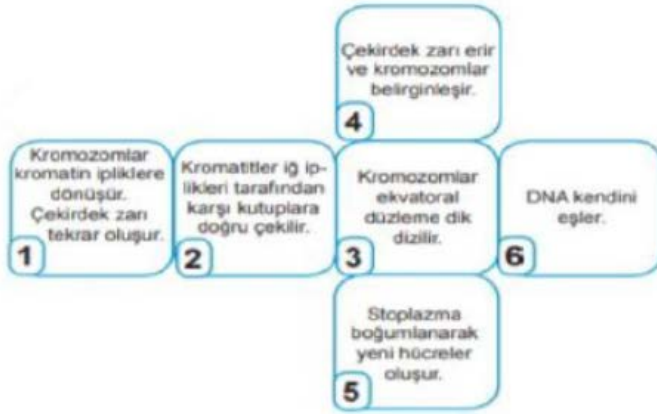 Çekirdek zarı erir
ve kromozomlar
belirginleşir.
4
Kromozomlar
kromatin ipliklere
dönüşür.
Çekirdek zarı
tekrar oluşur.
1
Kromatitler iğ ip-
likleri tarafından
karşı kutuplara
doğru çekilir.
2
Kromozomlar
ekvatoral
düzleme dik
dizilir.
3
DNA kendini
eşler.
6
Stoplazma
boğumlanarak
yeni hücreler
oluşur.
5